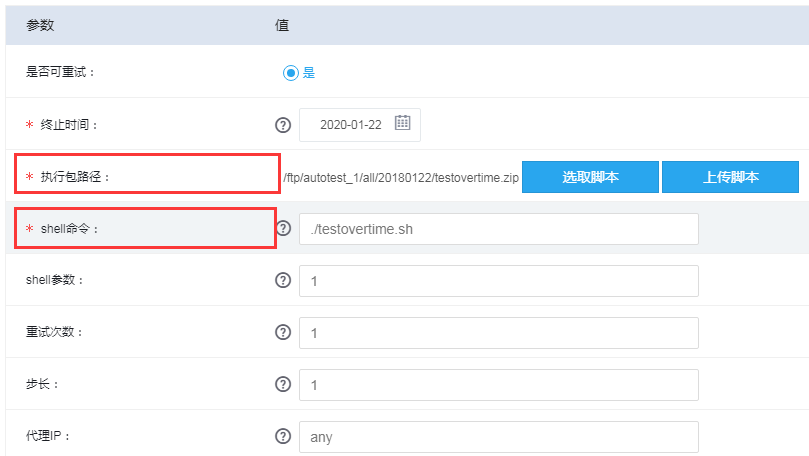 参数 值
是否可重试： 是
* 终止时间： ? 2020-01-22
* 执行包路径： /ftp/autotest_1/all/20180122/testovertime.zip 选取脚本 上传脚本
* shell命令： ? ./testovertime.sh
shell参数： ? 1
重试次数： ? 1
步长： ? 1
代理IP： ? any